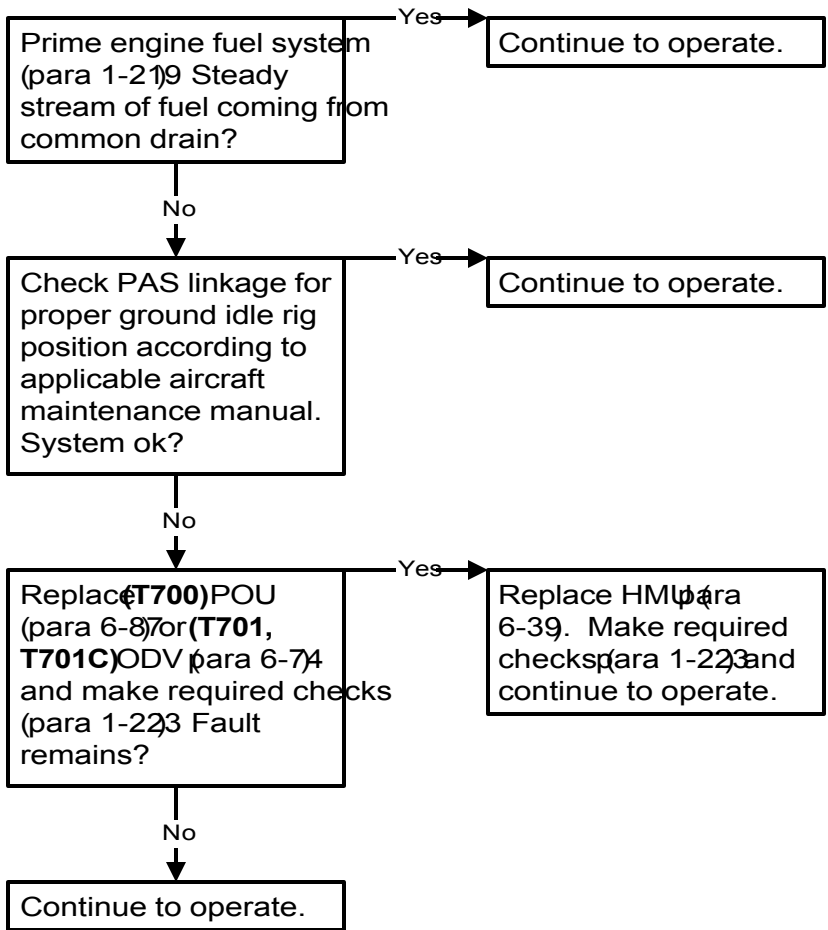 Yes
Prime engine fuel system
(para 1-219) Steady
stream of fuel coming from
common drain?
Continue to operate.
No
Yes
Check PAS linkage for
proper ground idle rig
position according to
applicable aircraft
maintenance manual.
System ok?
Continue to operate.
No
Yes
Replace (T700) POU
(para 6-87) or (T701,
T701C) ODV (para 6-74)
and make required checks
(para 1-223) Fault
remains?
Replace HMU (para
6-39). Make required
checks (para 1-223) and
continue to operate.
No
Continue to operate.